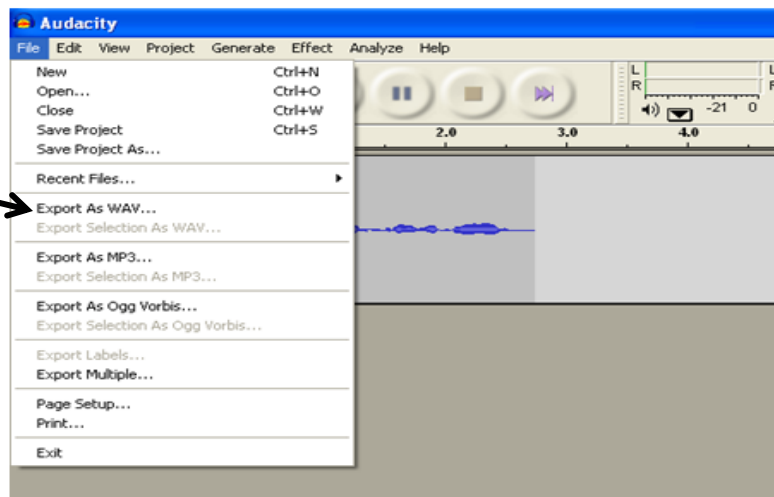 Audacity
File Edit View Project Generate Effect Analyze Help
New Ctrl+N
Open... Ctrl+O
Close Ctrl+W
Save Project Ctrl+S
Save Project As...
Recent Files...
Export As WAV...
Export Selection As WAV...
Export As MP3...
Export Selection As MP3...
Export As Ogg Vorbis...
Export Selection As Ogg Vorbis...
Export Labels...
Export Multiple...
Page Setup...
Print...
Exit
L
R
-21 0
L
2.0 3.0 4.0